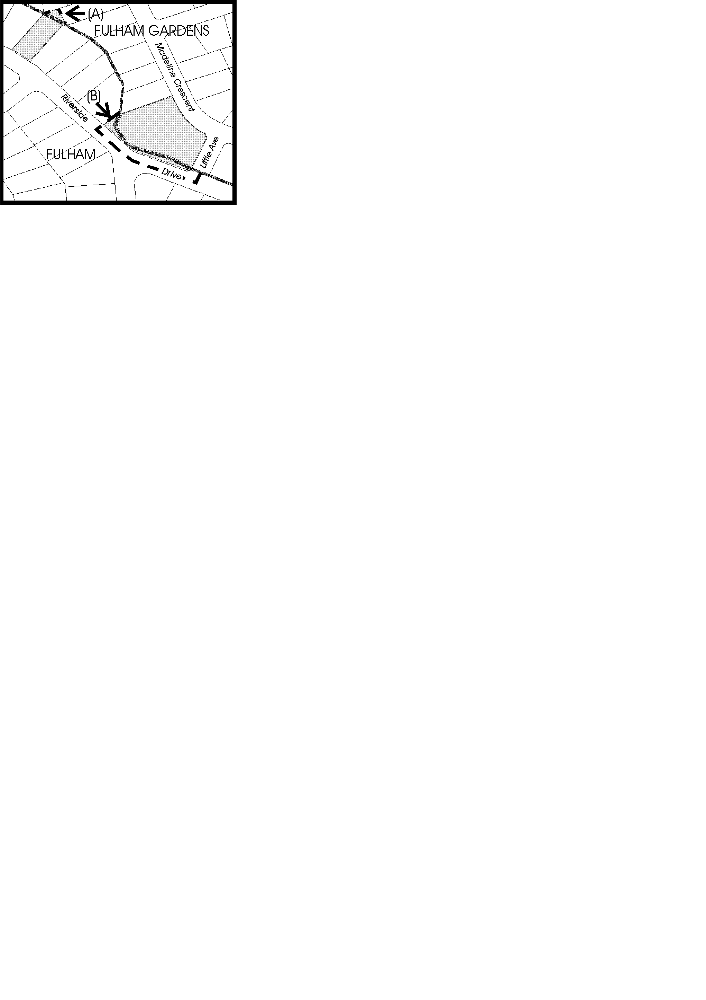 (A)
FULHAM GARDENS
Madeline Crescent
(B)
Riverside
Little Ave
FULHAM
Drive